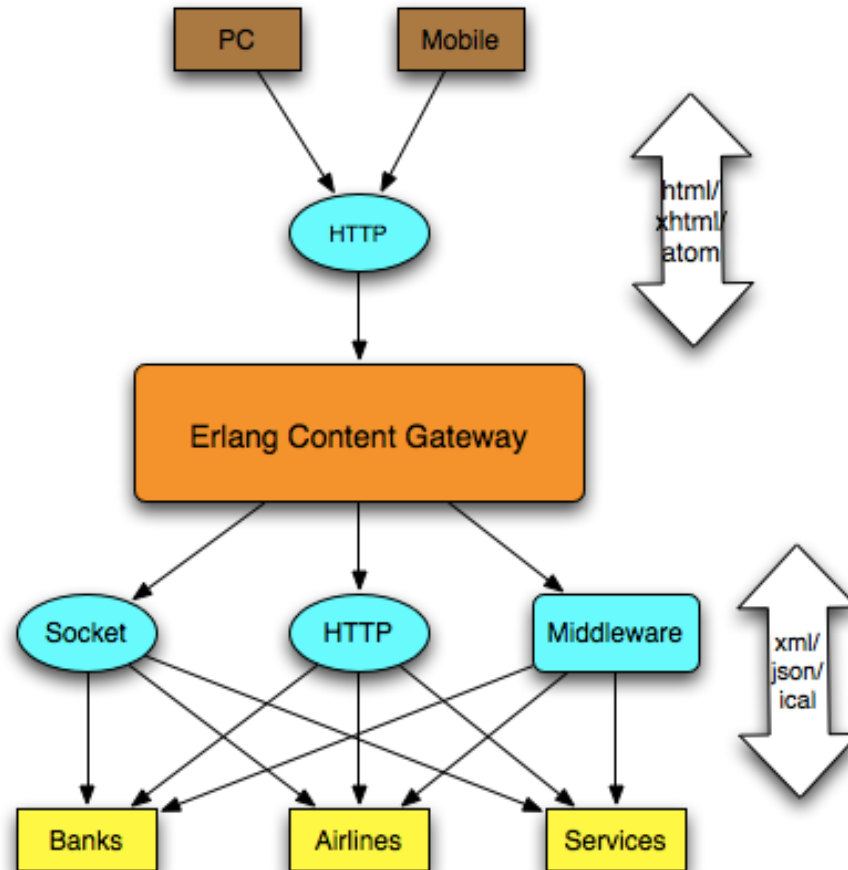 PC
Mobile
html/
xhtml/
atom
HTTP
Erlang Content Gateway
Socket
HTTP
Middleware
xml/
json/
ical
Banks
Airlines
Services